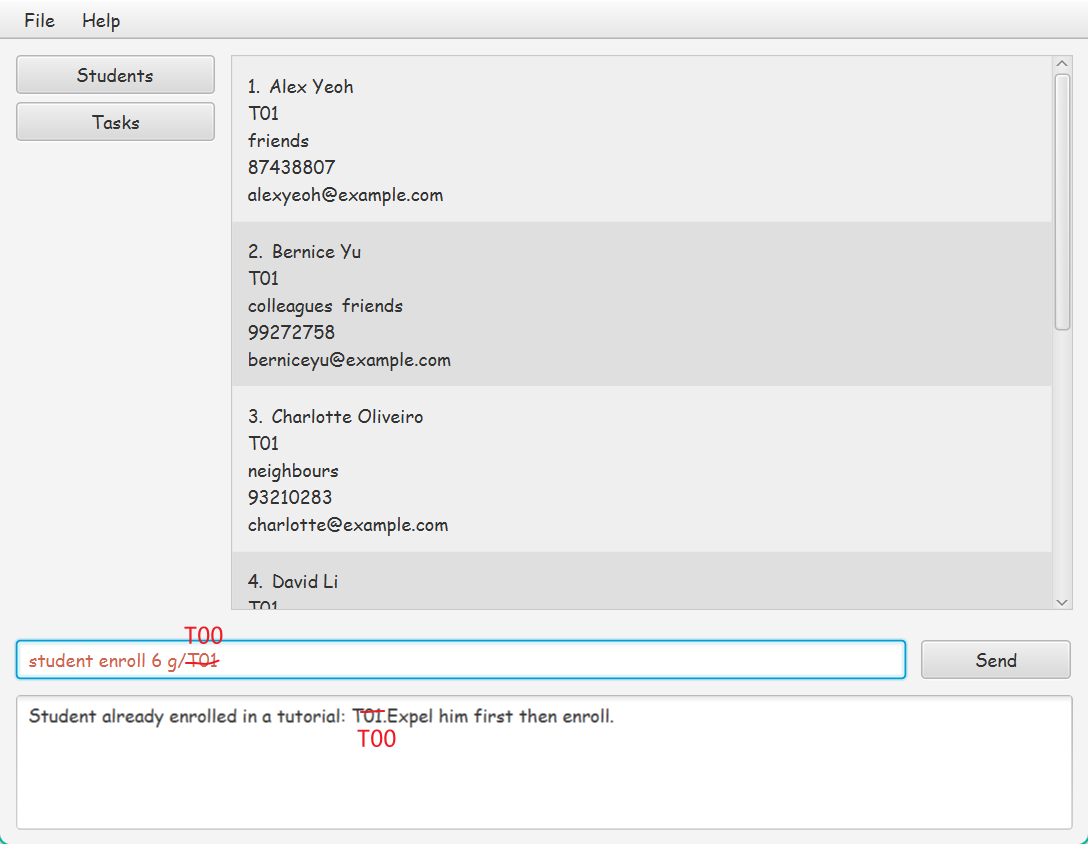 File Help
Students
Tasks
1. Alex Yeoh
T01
friends
87438807
alexyeoh@example.com
2. Bernice Yu
T01
colleagues friends
99272758
berniceyu@example.com
3. Charlotte Oliveiro
T01
neighbours
93210283
charlotte@example.com
4. David Li
T01
T00
student enroll 6 g/T01
Send
Student already enrolled in a tutorial: T01.Expel him first then enroll.
T00